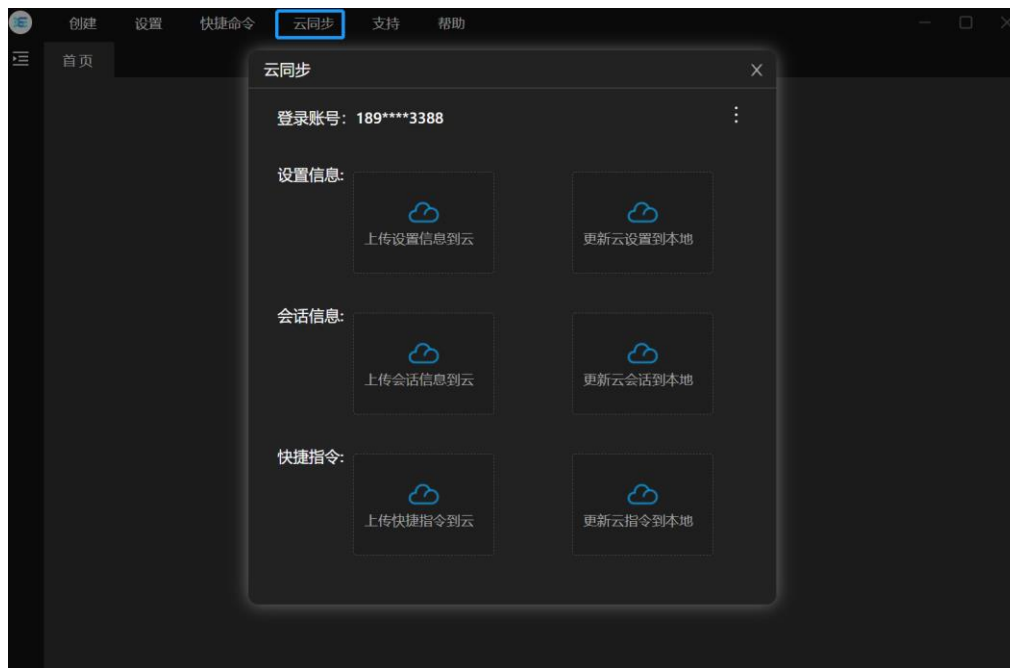 创建 设置 快捷命令 云同步 支持 帮助
首页
云同步
登录账号: 189****3388
设置信息:
上传设置信息到云 更新云设置到本地
会话信息:
上传会话信息到云 更新云会话到本地
快捷指令:
上传快捷指令到云 更新云指令到本地